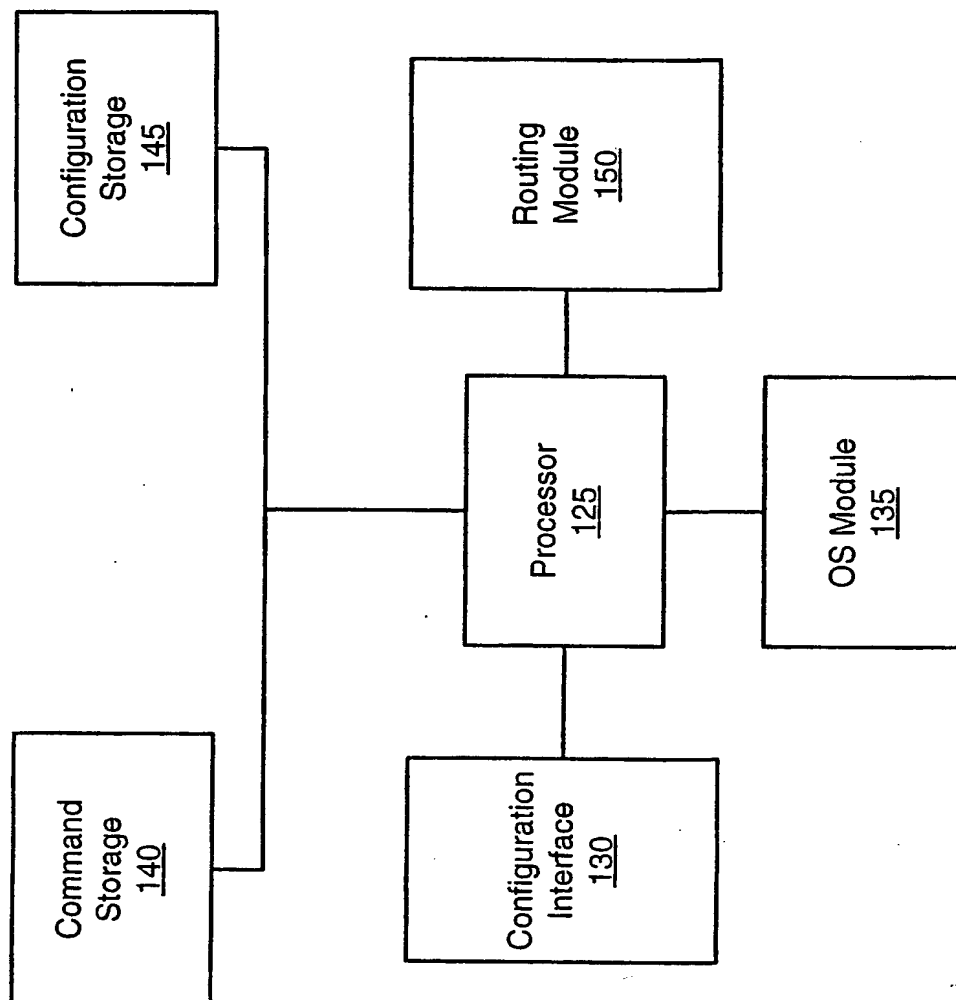 Command
Storage
140
Configuration
Storage
145
Configuration
Interface
130
Processor
125
Routing
Module
150
OS Module
135